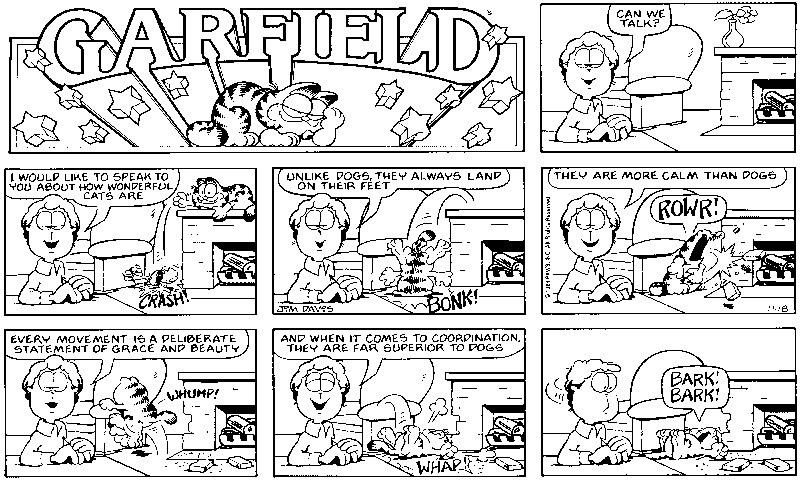 GARFIELD
CAN WE
TALK?
I WOULD LIKE TO SPEAK TO
YOU ABOUT HOW WONDERFUL
CATS ARE
CRASH!
UNLIKE DOGS, THEY ALWAYS LAND
ON THEIR FEET
BONK!
JIM DAVIS
THEY ARE MORE CALM THAN DOGS
ROWR!
11-18
EVERY MOVEMENT IS A DELIBERATE
STATEMENT OF GRACE AND BEAUTY
WHUMP!
AND WHEN IT COMES TO COORDINATION,
THEY ARE FAR SUPERIOR TO DOGS
WHAP!
BARK!
BARK!